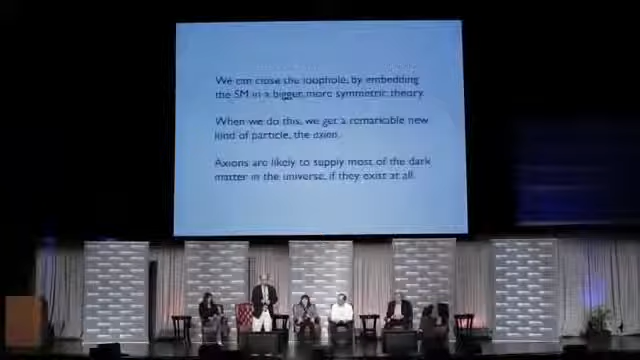 We can close the loophole, by embedding
the SM in a bigger, more symmetric theory.
When we do this, we get a remarkable new
kind of particle, the axion.
Axions are likely to supply most of the dark
matter in the universe, if they exist at all.